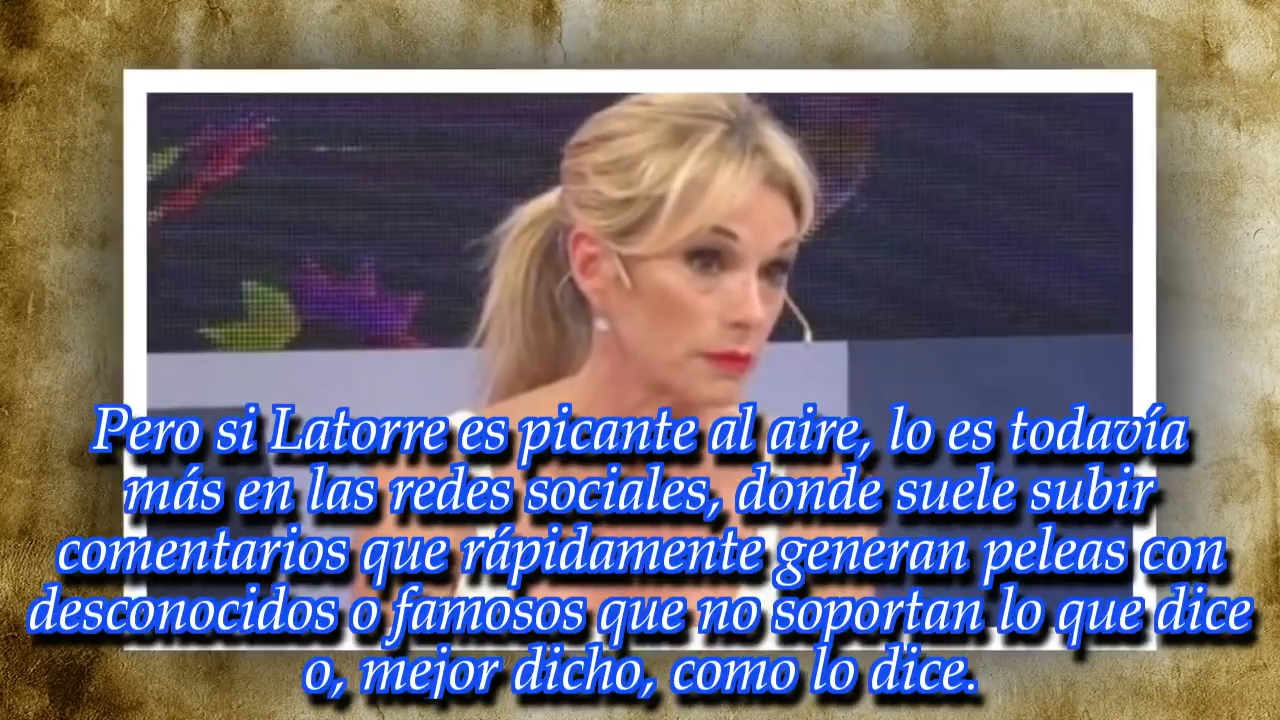 Pero si Latorre es picante al aire, lo es todavía
más en las redes sociales, donde suele subir
comentarios que rápidamente generan peleas con
desconocidos o famosos que no soportan lo que dice
o, mejor dicho, como lo dice.